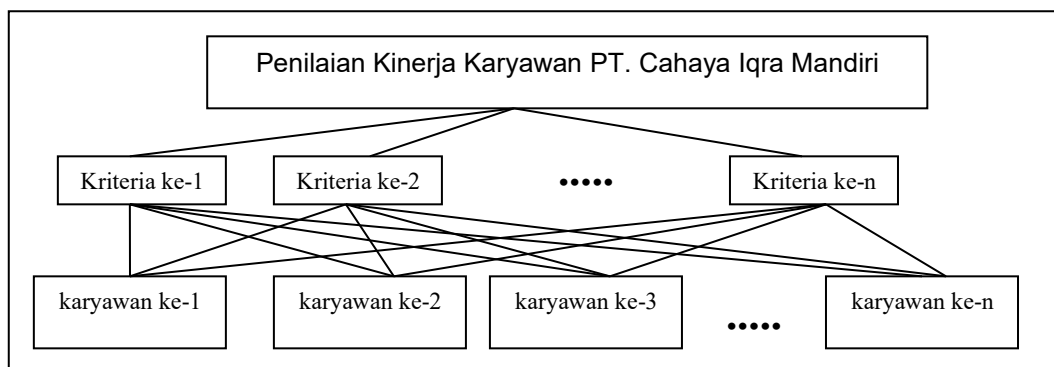 Penilaian Kinerja Karyawan PT. Cahaya Iqra Mandiri
Kriteria ke-1
Kriteria ke-2
•••••
Kriteria ke-n
karyawan ke-1
karyawan ke-2
karyawan ke-3
•••••
karyawan ke-n